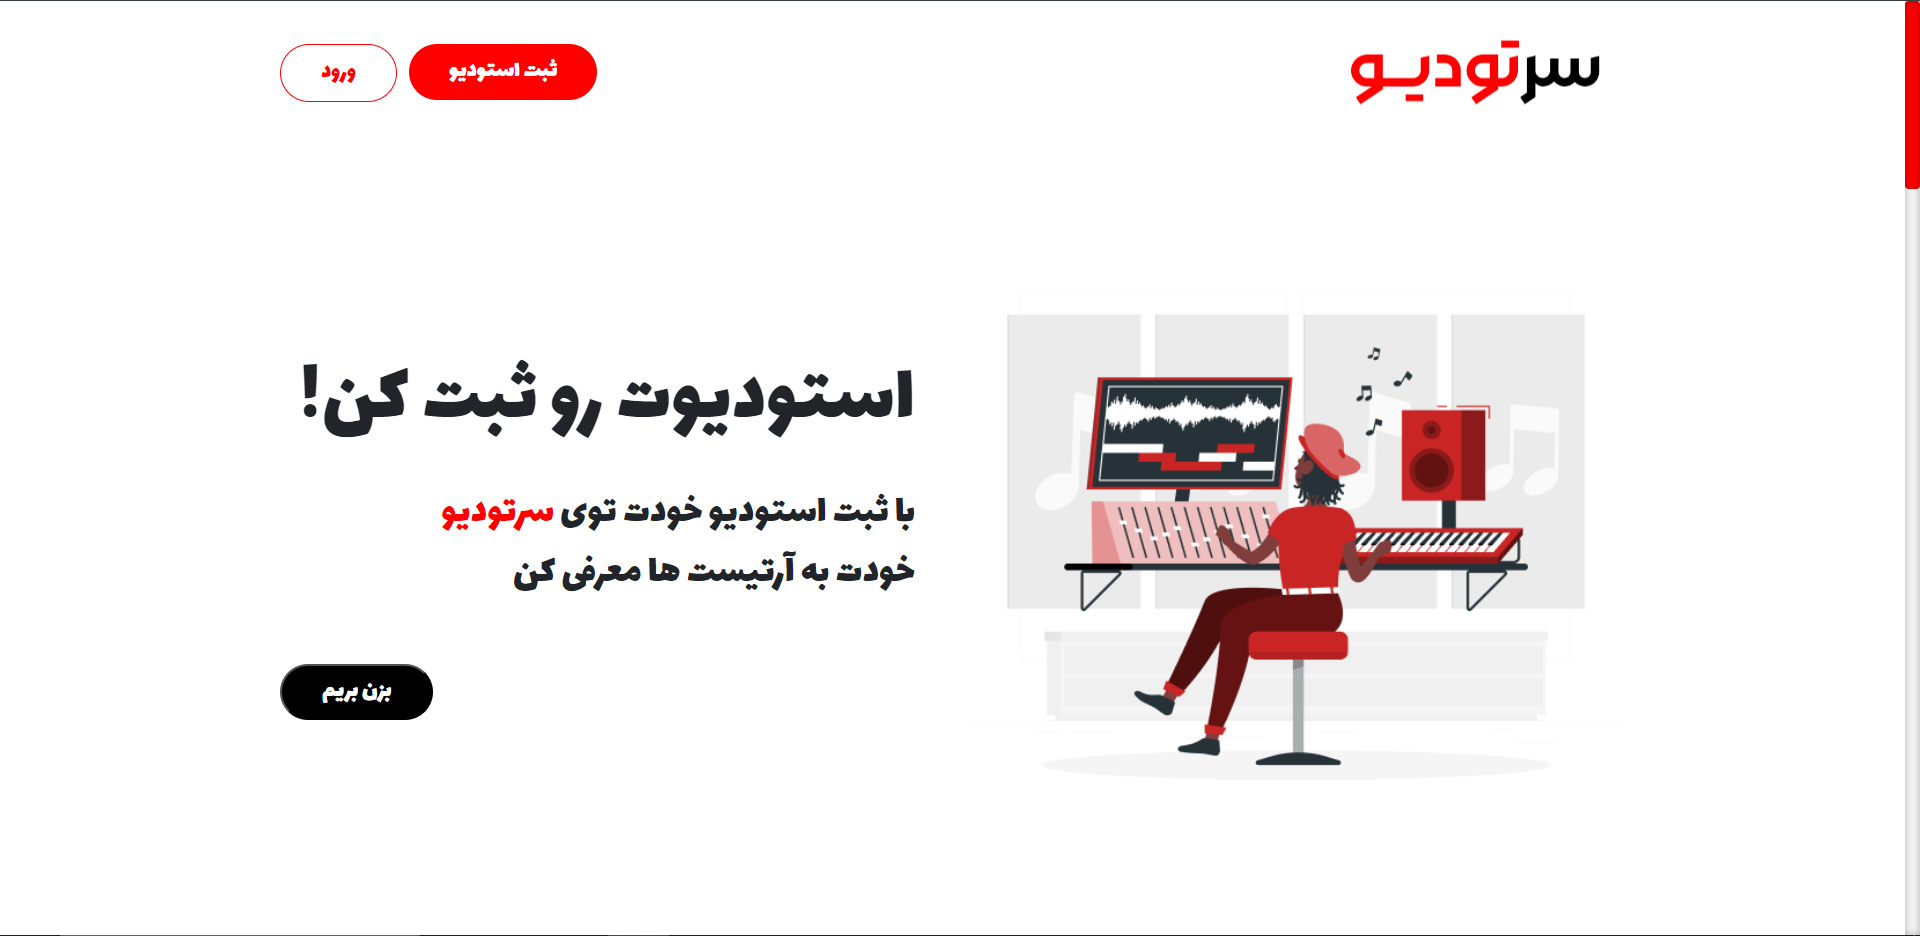 سرتودیو
ثبت استودیو
ورود
استودیوت رو ثبت کن!
با ثبت استودیو خودت توی سرتودیو
خودت به آرتیست ها معرفی کن
بزن بریم